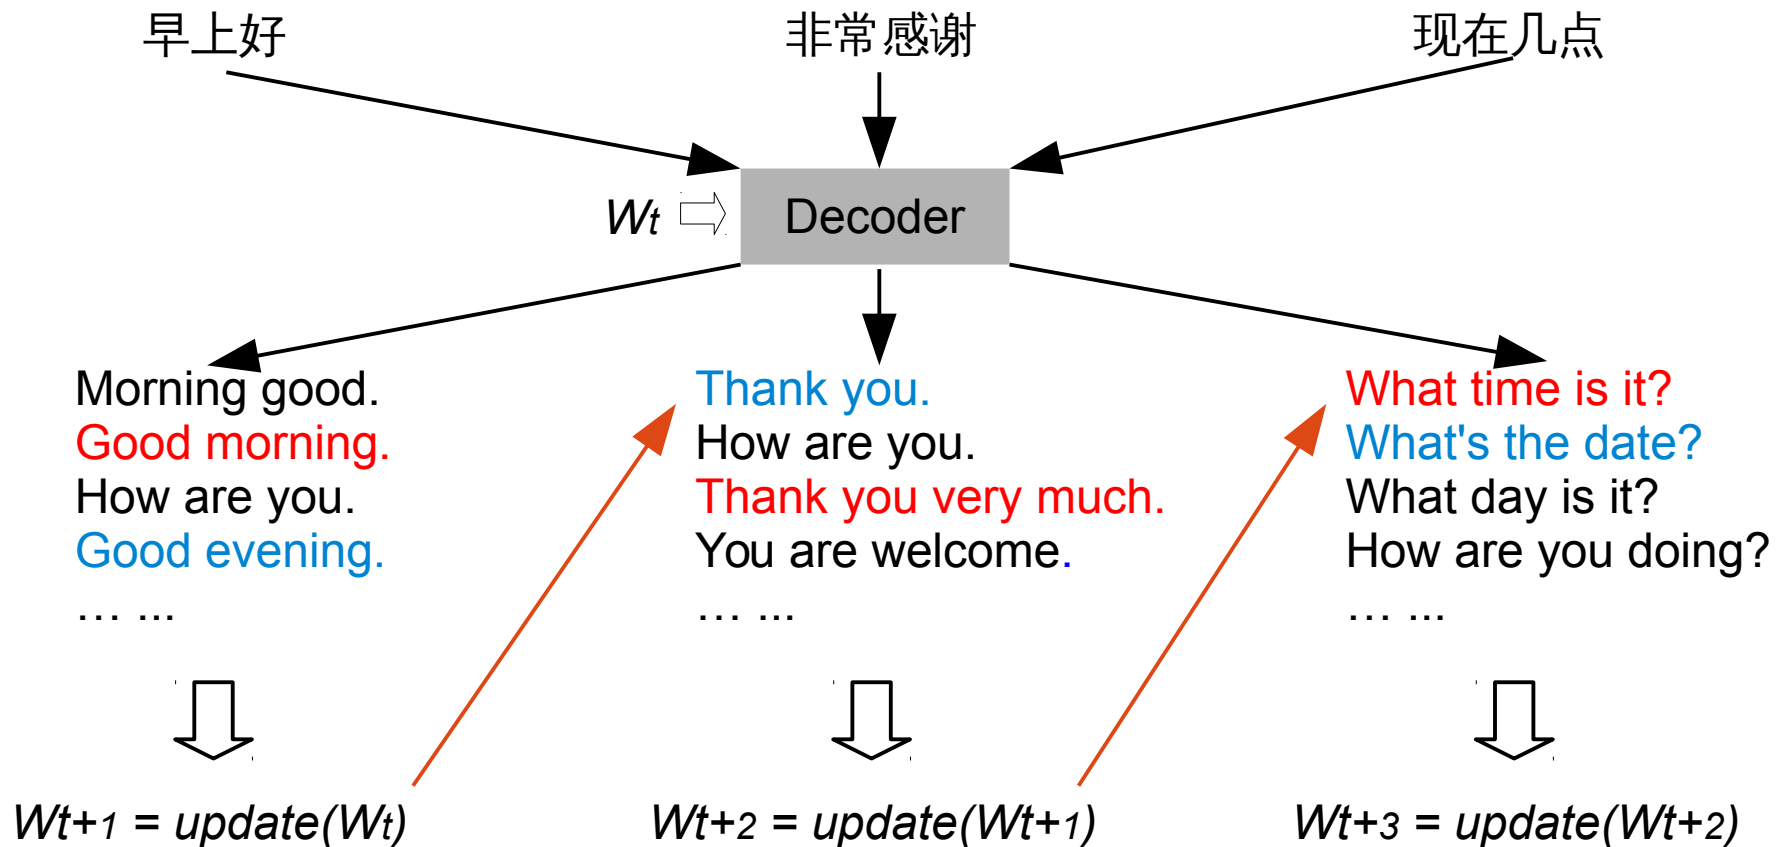 早上好
非常感谢
现在几点
Wt
Decoder
Morning good.
Good morning.
How are you.
Good evening.
… ...
Thank you.
How are you.
Thank you very much.
You are welcome.
… ...
What time is it?
What's the date?
What day is it?
How are you doing?
… ...
Wt+1 = update(Wt)
Wt+2 = update(Wt+1)
Wt+3 = update(Wt+2)